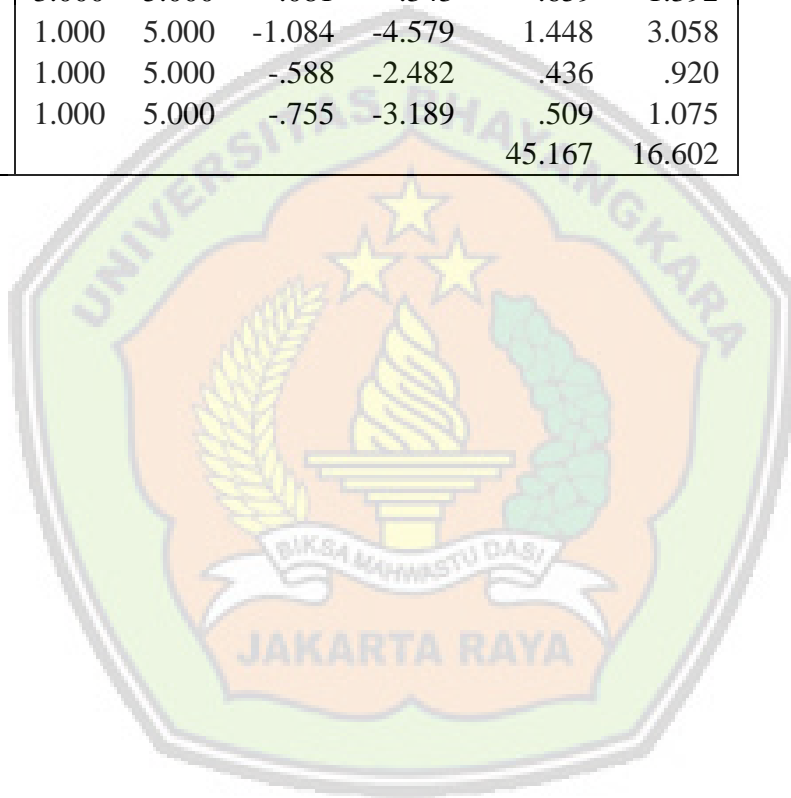 1.000 5.000 -1.084 -4.579 1.448 3.058
1.000 5.000 -.588 -2.482 .436 .920
1.000 5.000 -.755 -3.189 .509 1.075
45.167 16.602
UNIVERSITAS BHAYANGKARA
BIKSA MAHWASTU DASI
JAKARTA RAYA